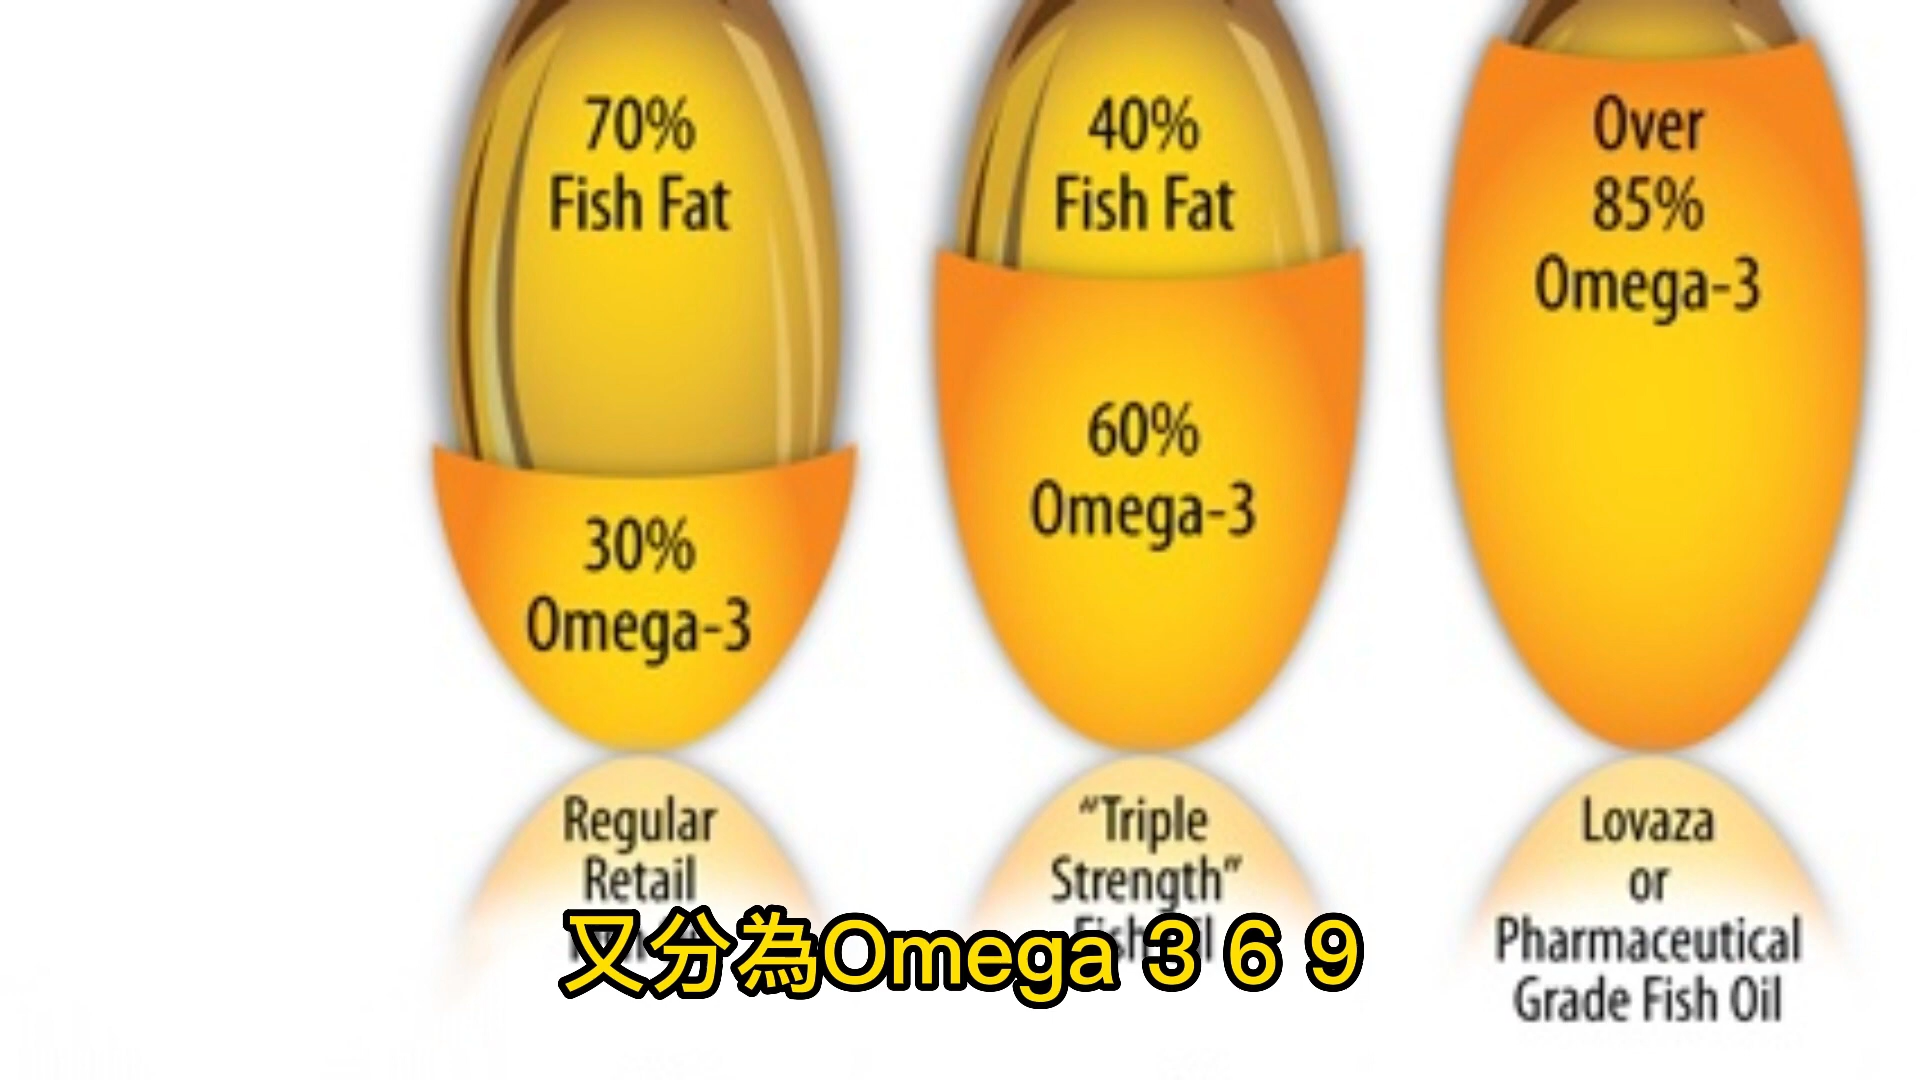 70%
Fish Fat
30%
Omega-3
Regular
Retail
40%
Fish Fat
60%
Omega-3
“Triple
Strength”
Over
85%
Omega-3
Lovaza
or
Pharmaceutical
Grade Fish Oil
又分為Omega 3 6 9